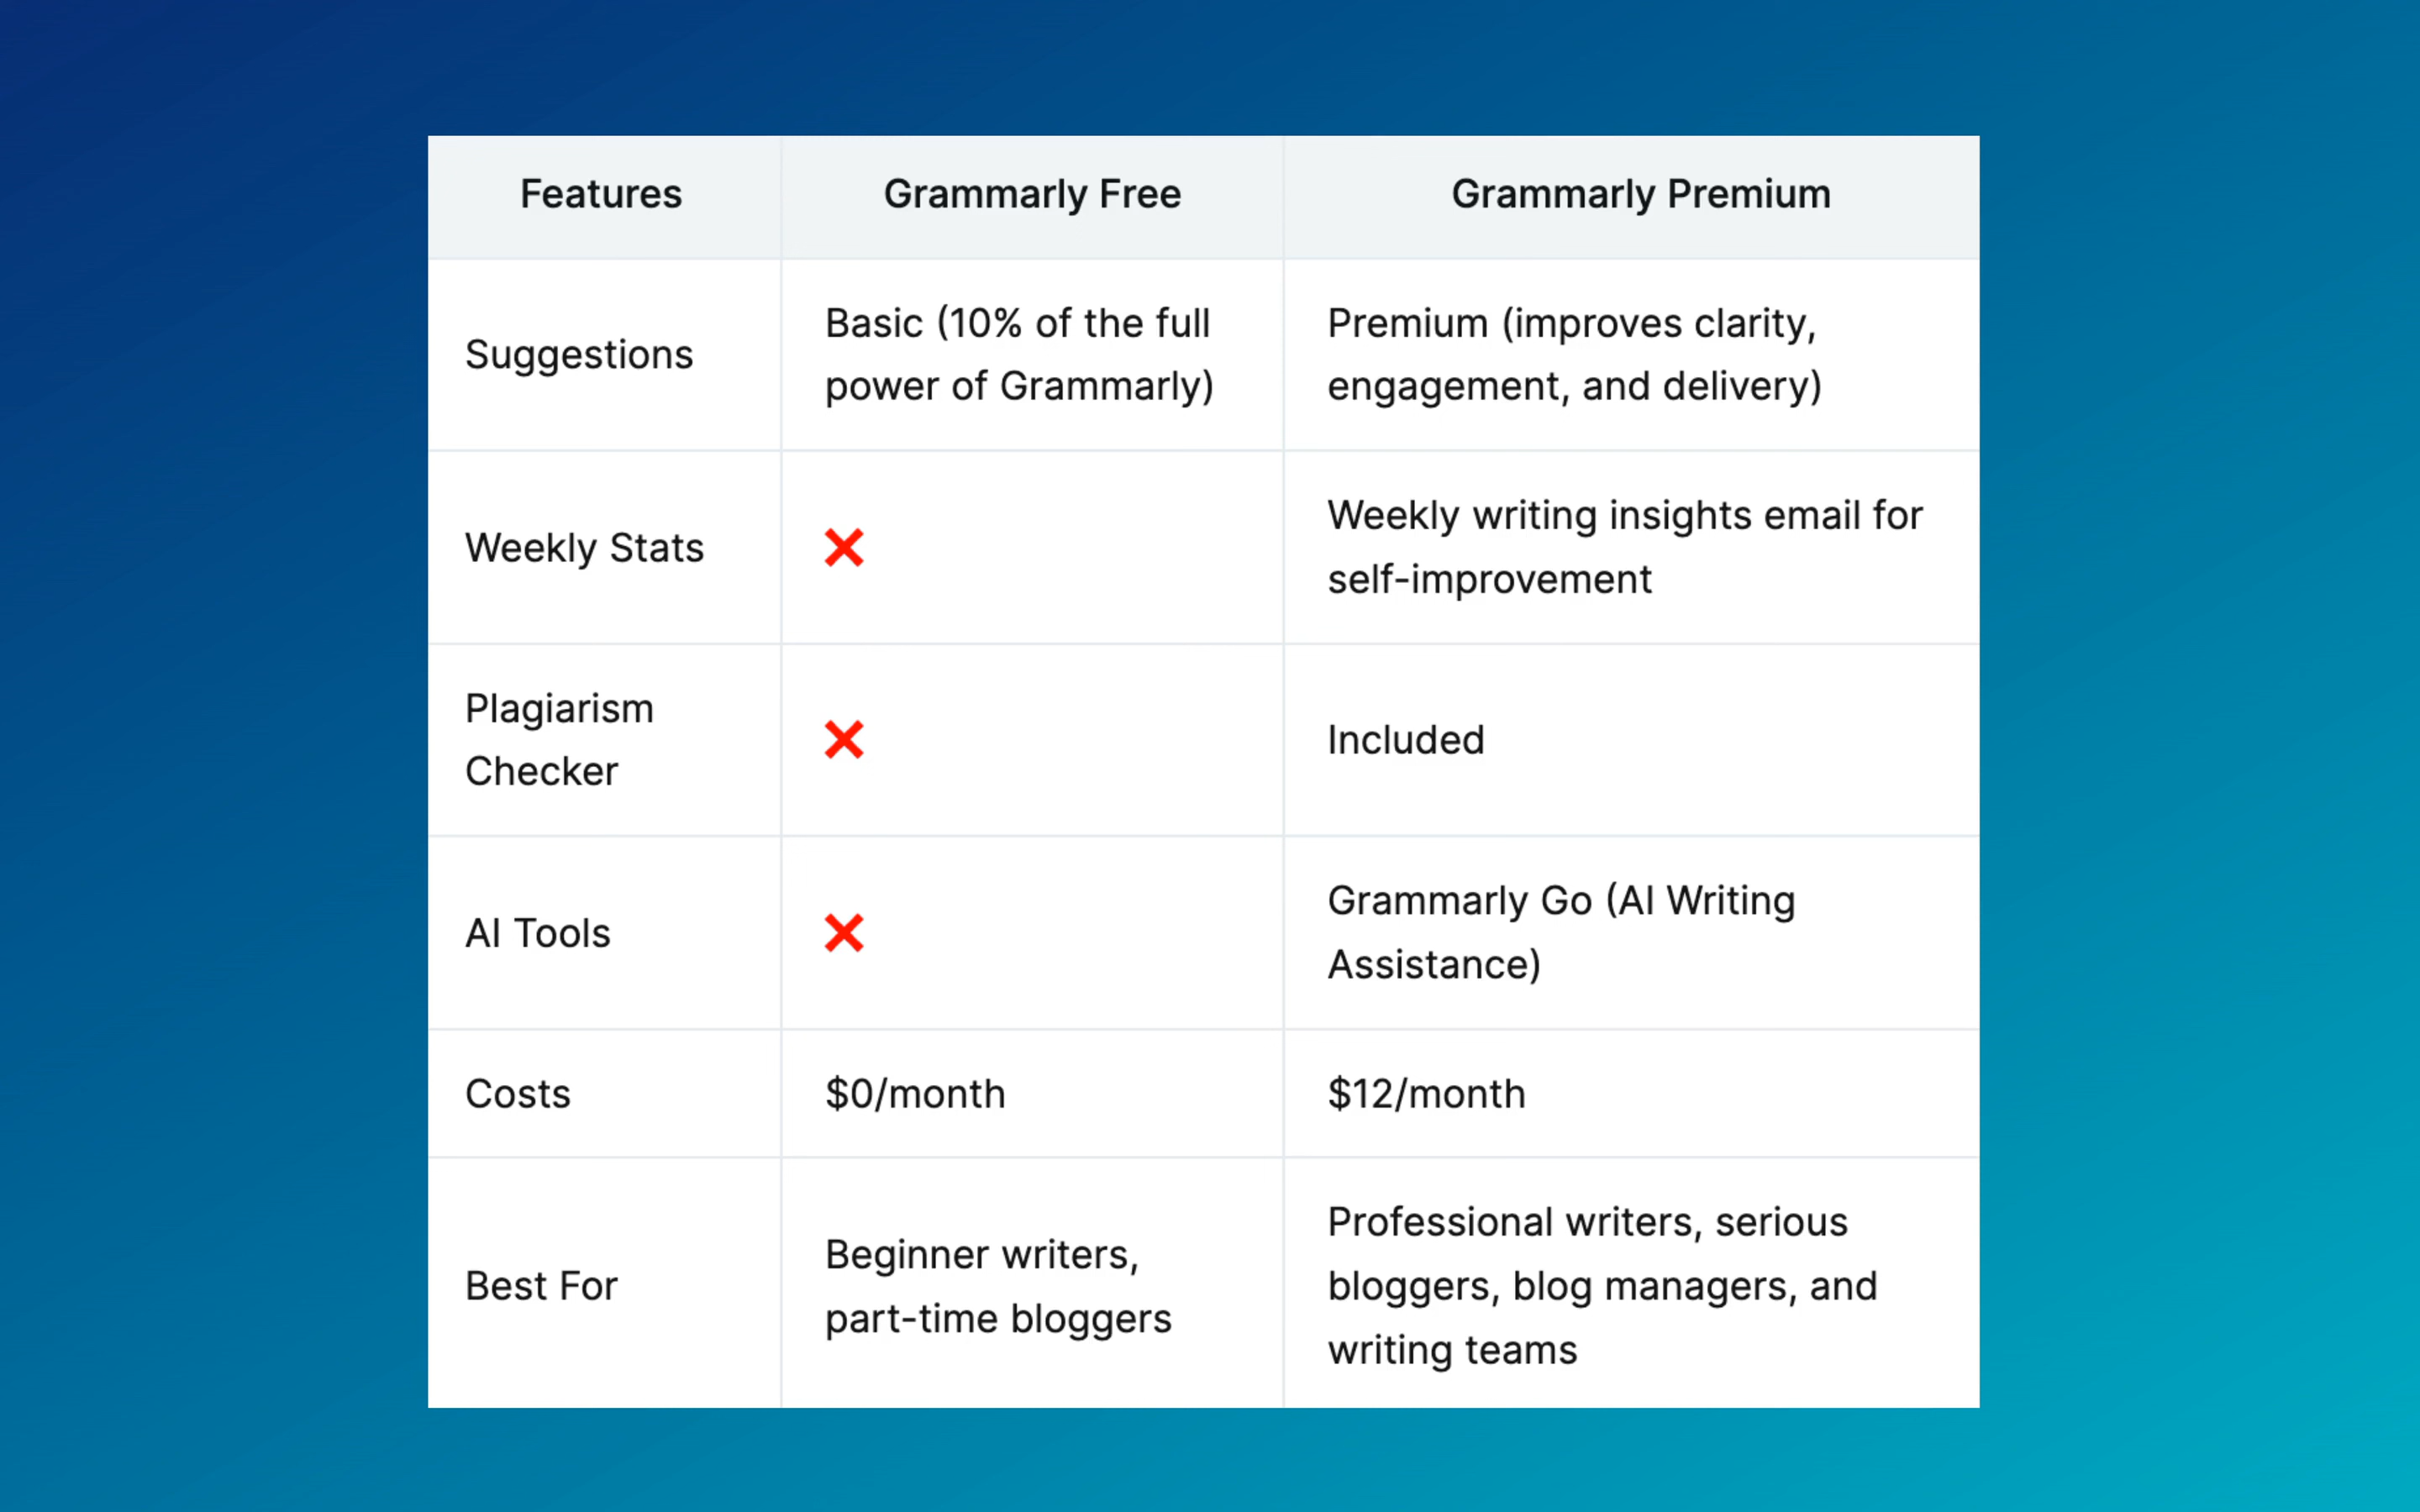 Features Grammarly Free Grammarly Premium
Suggestions
Basic (10% of the full
power of Grammarly)
Premium (improves clarity,
engagement, and delivery)
Weekly Stats
❌
Weekly writing insights email for
self-improvement
Plagiarism
Checker
❌
Included
AI Tools
❌
Grammarly Go (AI Writing
Assistance)
Costs $0/month $12/month
Best For
Beginner writers,
part-time bloggers
Professional writers, serious
bloggers, blog managers, and
writing teams